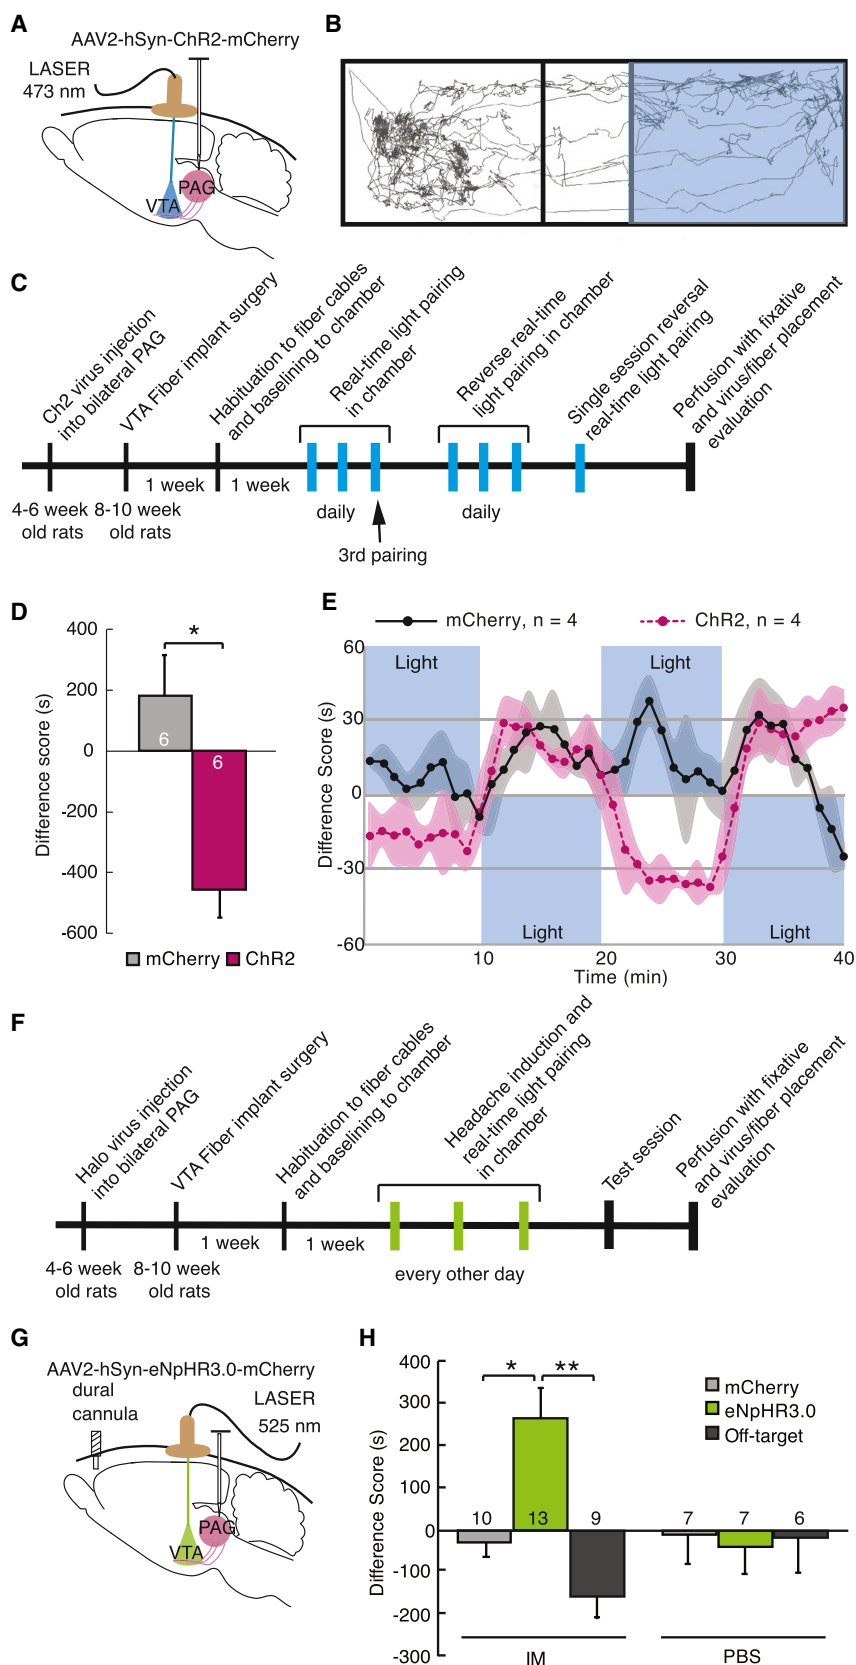 A
AAV2-hSyn-ChR2-mCherry
LASER
473 nm
PAG
VTA
B
C
Ch2 virus injection
into bilateral PAG
VTA Fiber implant surgery
Habituation to fiber cables
and baselining to chamber
Real-time light pairing
in chamber
Reverse real-time
light pairing in chamber
Single session reversal
real-time light pairing
Perfusion with fixative
and virus/fiber placement
evaluation
1 week
1 week
4-6 week
old rats
8-10 week
old rats
daily
daily
3rd pairing
D
Difference score (s)
400
200
0
-200
-400
-600
*
6
6
mCherry
ChR2
E
mCherry, n = 4
ChR2, n = 4
Difference Score (s)
60
30
0
-30
-60
Light
Light
Light
Light
10
20
30
40
Time (min)
F
Halo virus injection
into bilateral PAG
VTA Fiber implant surgery
Habituation to fiber cables
and baselining to chamber
Headache induction and
real-time light pairing
in chamber
Test session
Perfusion with fixative
and virus/fiber placement
evaluation
1 week
1 week
4-6 week
old rats
8-10 week
old rats
every other day
G
AAV2-hSyn-eNpHR3.0-mCherry
dural
cannula
LASER
525 nm
PAG
VTA
H
Difference Score (s)
400
300
200
100
0
-100
-200
-300
*
**
mCherry
eNpHR3.0
Off-target
10
13
9
7
7
6
IM
PBS